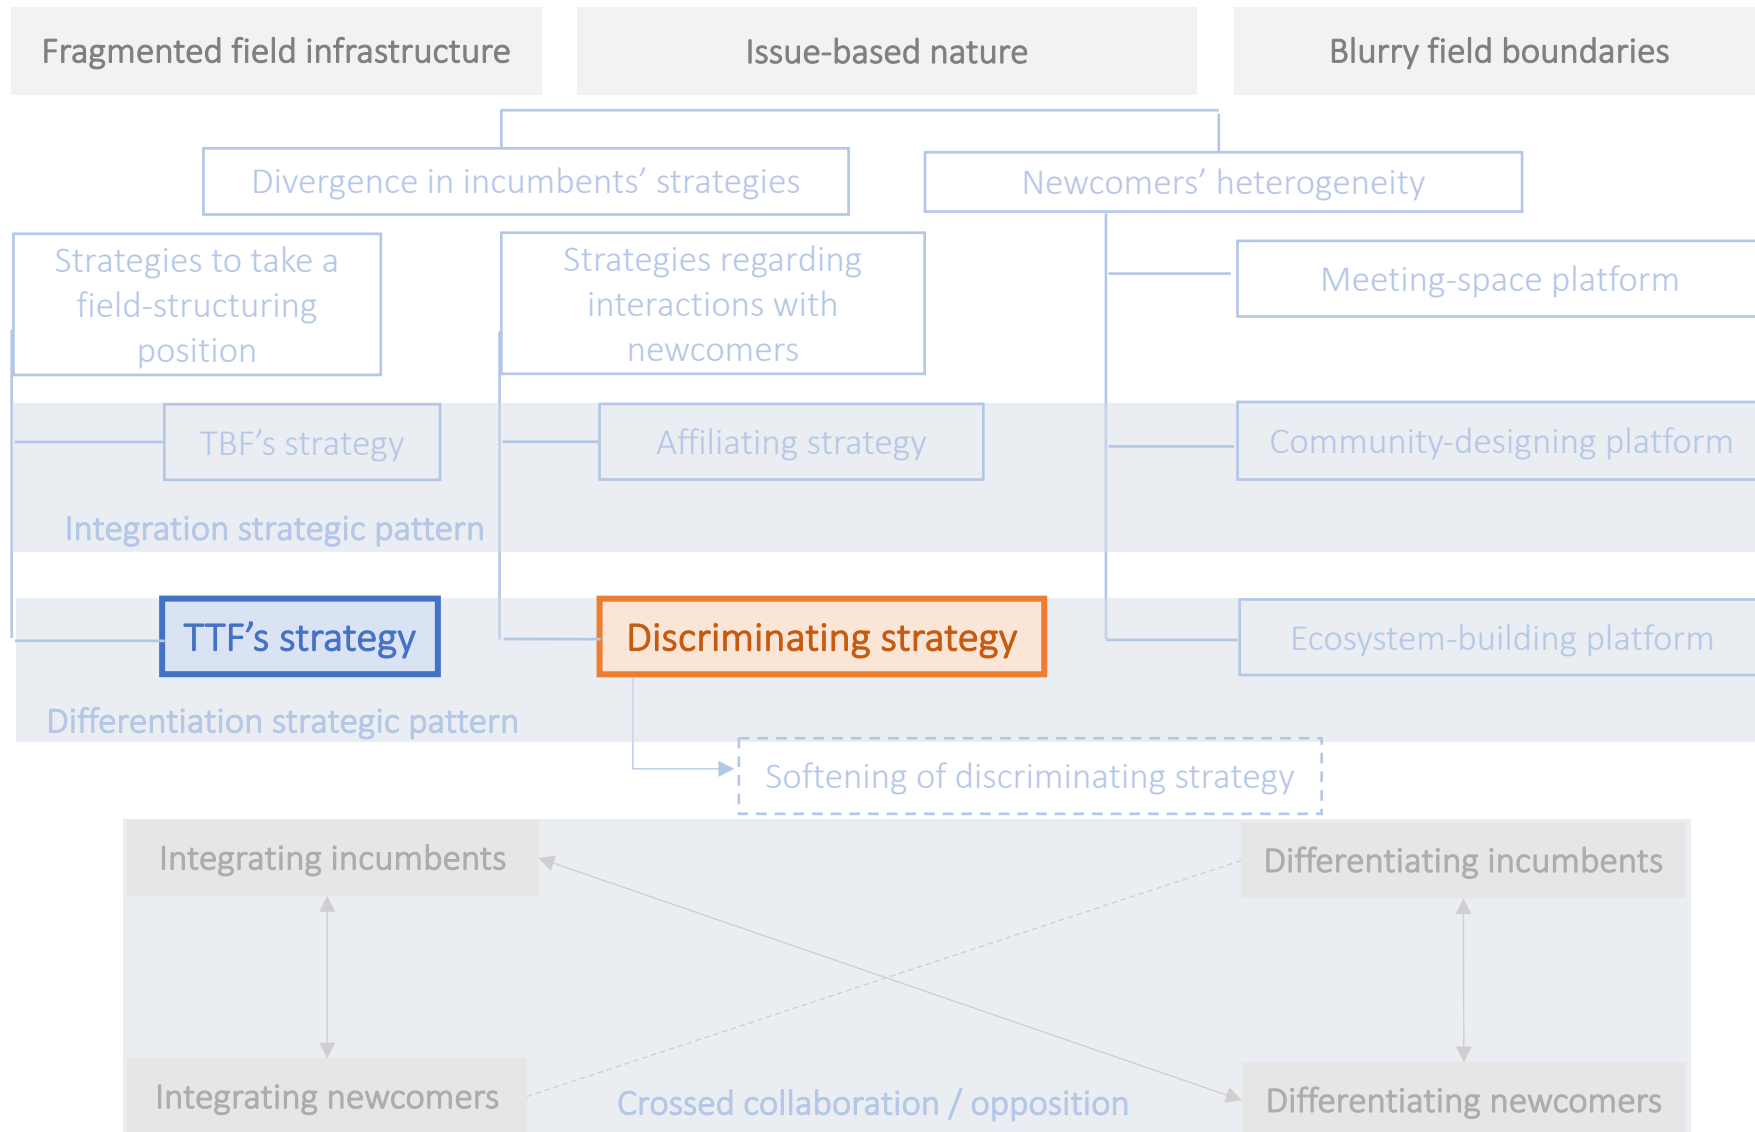 Fragmented field infrastructure
Issue-based nature
Blurry field boundaries
Divergence in incumbents’ strategies
Newcomers’ heterogeneity
Strategies to take a
field-structuring
position
Strategies regarding
interactions with
newcomers
Meeting-space platform
TBF’s strategy
Affiliating strategy
Community-designing platform
Integration strategic pattern
TTF’s strategy
Discriminating strategy
Ecosystem-building platform
Differentiation strategic pattern
Softening of discriminating strategy
Integrating incumbents
Differentiating incumbents
Integrating newcomers
Crossed collaboration / opposition
Differentiating newcomers